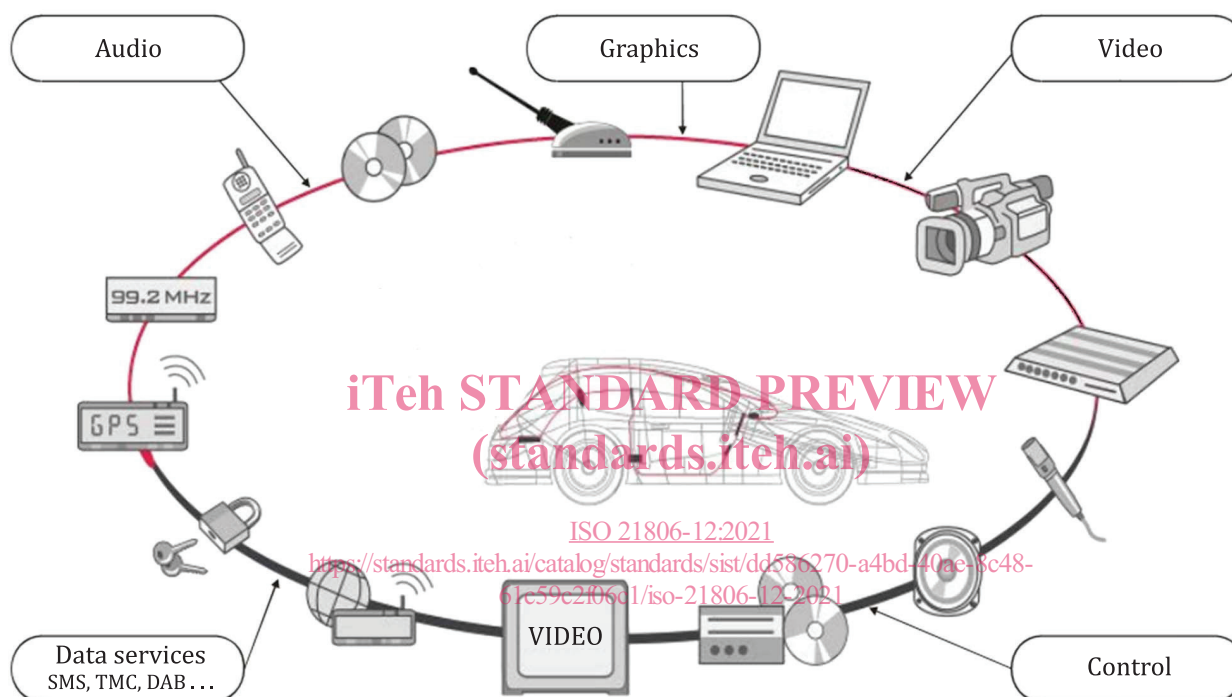 Audio
Graphics
Video
99.2 MHz
GPS
iTeh STANDARD PREVIEW
(standards.iteh.ai)
ISO 21806-12:2021
https://standards.iteh.ai/catalog/standards/sist/dd586270-a4bd-40ae-8c48-
61c59c2f06c1/iso-21806-12-2021
VIDEO
Data services
SMS, TMC, DAB ...
Control